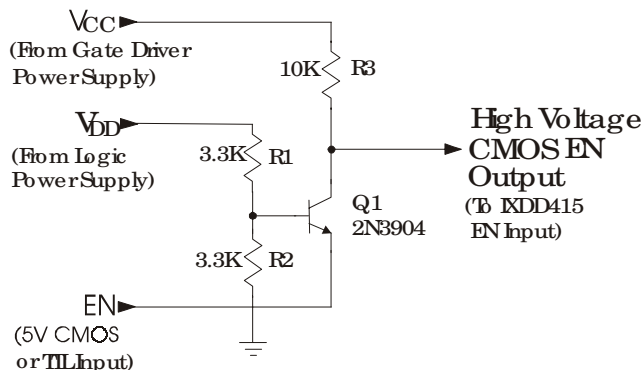 VCC
(From Gate Driver
Power Supply)
10K R3
VDD
(From Logic
Power Supply)
3.3K R1
High Voltage
CMOS EN
Output
(To IXDD415
EN Input)
Q1
2N3904
3.3K R2
EN
(5V CMOS
or TTL Input)